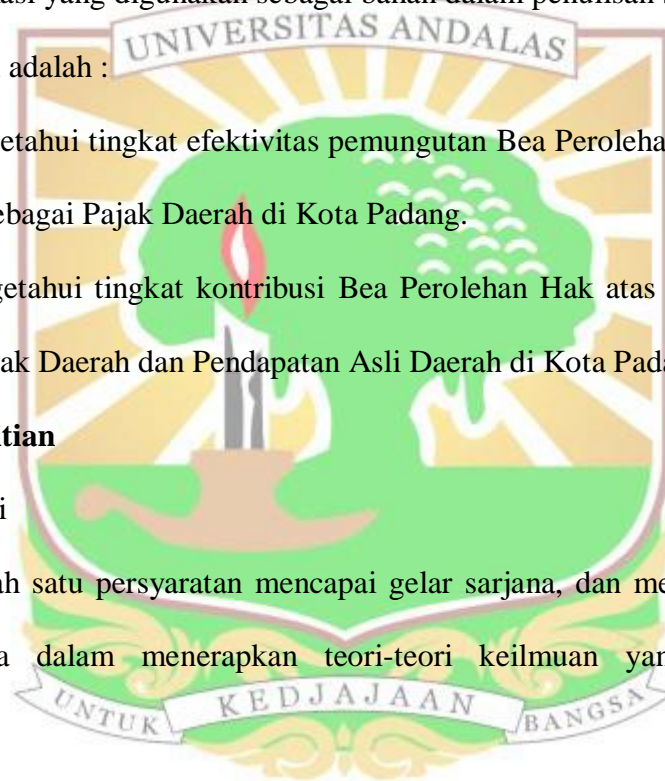 asi yang digunakan sebagai bahan dalam penulisan
UNIVERSITAS ANDALAS
adalah :
getahui tingkat efektivitas pemungutan Bea Peroleha
ebagai Pajak Daerah di Kota Padang.
getahui tingkat kontribusi Bea Perolehan Hak atas
ak Daerah dan Pendapatan Asli Daerah di Kota Pada
itian
i
ah satu persyaratan mencapai gelar sarjana, dan me
a dalam menerapkan teori-teori keilmuan yan
UNTUK KEDJAJAAN BANGSA